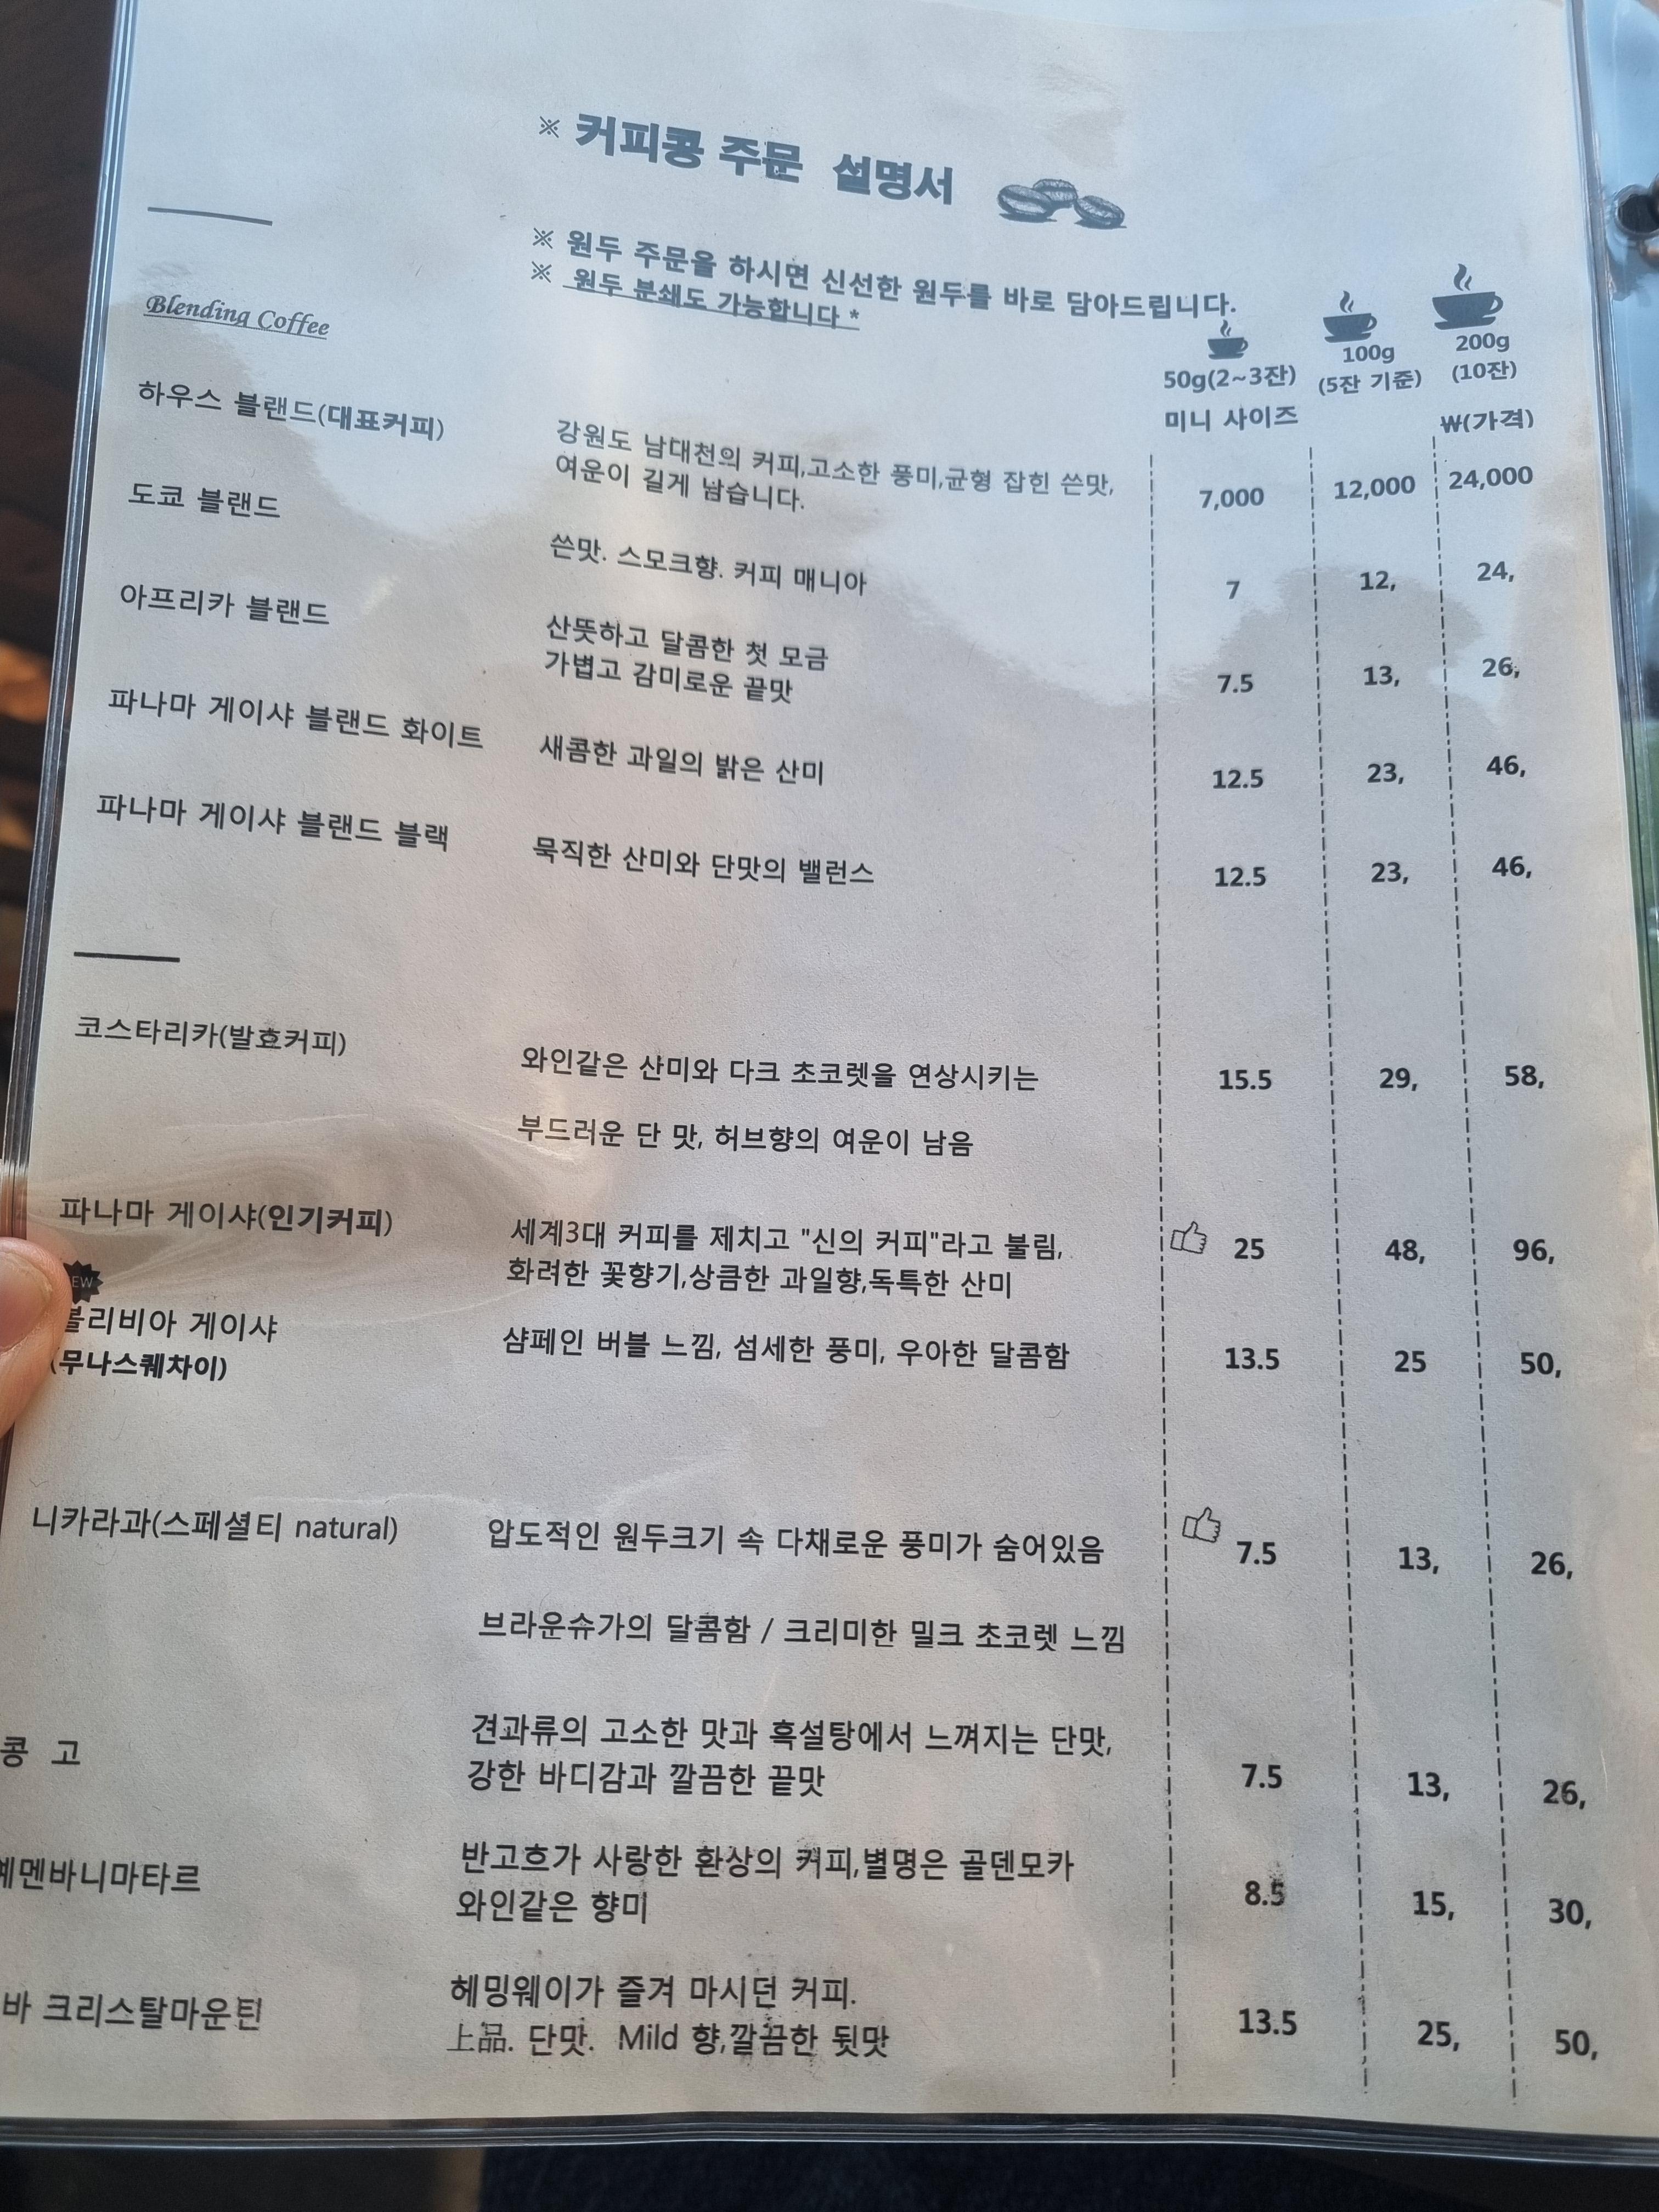 ※ 커피콩 주문 설명서
※ 원두 주문을 하시면 신선한 원두를 바로 담아드립니다.
※ 원두 분쇄도 가능합니다 *
Blending Coffee
50g(2~3잔) 100g 200g
(5잔 기준) (10잔)
미니 사이즈 ₩(가격)
하우스 블랜드(대표커피)
강원도 남대천의 커피,고소한 풍미,균형 잡힌 쓴맛,
여운이 길게 남습니다.
7,000 12,000 24,000
도쿄 블랜드
쓴맛. 스모크향. 커피 매니아
7 12, 24,
아프리카 블랜드
산뜻하고 달콤한 첫 모금
가볍고 감미로운 끝맛
7.5 13, 26,
파나마 게이샤 블랜드 화이트
새콤한 과일의 밝은 산미
12.5 23, 46,
파나마 게이샤 블랜드 블랙
묵직한 산미와 단맛의 밸런스
12.5 23, 46,
코스타리카(발효커피)
와인같은 산미와 다크 초코렛을 연상시키는
15.5 29, 58,
부드러운 단 맛, 허브향의 여운이 남음
파나마 게이샤(인기커피)
세계3대 커피를 제치고 "신의 커피"라고 불림,
화려한 꽃향기,상큼한 과일향,독특한 산미
25 48, 96,
볼리비아 게이샤
(무나스퀘차이)
샴페인 버블 느낌, 섬세한 풍미, 우아한 달콤함
13.5 25 50,
니카라과(스페셜티 natural)
압도적인 원두크기 속 다채로운 풍미가 숨어있음
7.5 13, 26,
브라운슈가의 달콤함 / 크리미한 밀크 초코렛 느낌
콩 고
견과류의 고소한 맛과 흑설탕에서 느껴지는 단맛,
강한 바디감과 깔끔한 끝맛
7.5 13, 26,
예멘바니마타르
반고흐가 사랑한 환상의 커피,별명은 골덴모카
와인같은 향미
8.5 15, 30,
바 크리스탈마운틴
헤밍웨이가 즐겨 마시던 커피.
上品. 단맛. Mild 향,깔끔한 뒷맛
13.5 25, 50,